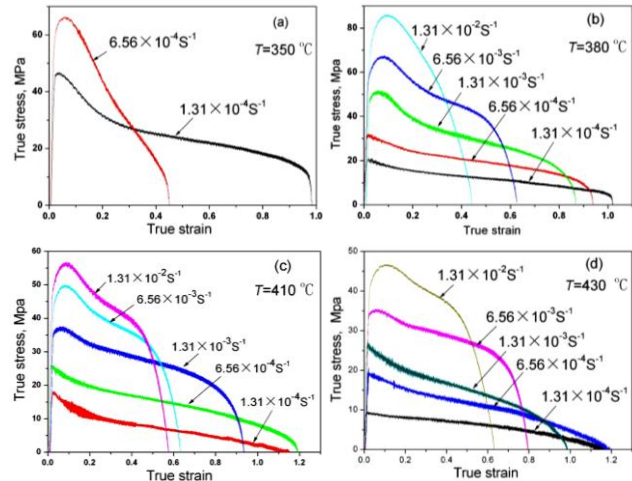 (a)
T=350 °C
6.56×10⁻⁴S⁻¹
1.31×10⁻⁴S⁻¹
True stress, MPa
60
40
20
0
0.0 0.2 0.4 0.6 0.8 1.0
True strain
(b)
T=380 °C
1.31×10⁻²S⁻¹
6.56×10⁻³S⁻¹
1.31×10⁻³S⁻¹
6.56×10⁻⁴S⁻¹
1.31×10⁻⁴S⁻¹
True stress, MPa
80
60
40
20
0
0.0 0.2 0.4 0.6 0.8 1.0
True strain
(c)
T=410 °C
1.31×10⁻²S⁻¹
6.56×10⁻³S⁻¹
1.31×10⁻³S⁻¹
6.56×10⁻⁴S⁻¹
1.31×10⁻⁴S⁻¹
True stress, Mpa
60
50
40
30
20
10
0
0.0 0.2 0.4 0.6 0.8 1.0 1.2
True strain
(d)
T=430 °C
1.31×10⁻²S⁻¹
6.56×10⁻³S⁻¹
1.31×10⁻³S⁻¹
6.56×10⁻⁴S⁻¹
1.31×10⁻⁴S⁻¹
True stress, Mpa
50
40
30
20
10
0
0.0 0.2 0.4 0.6 0.8 1.0 1.2
True strain